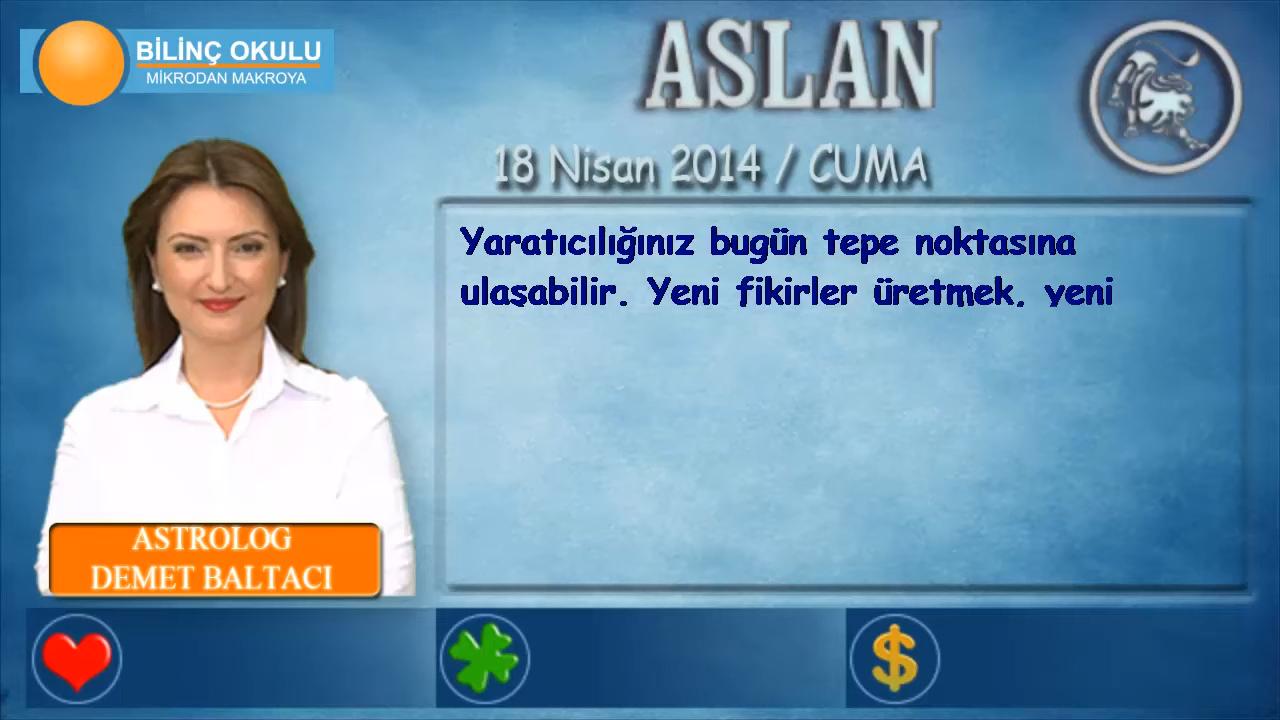 BİLİNÇ OKULU
MİKRODAN MAKROYA
ASLAN
18 Nisan 2014 / CUMA
Yaratıcılığınız bugün tepe noktasına
ulaşabilir. Yeni fikirler üretmek, yeni
ASTROLOG
DEMET BALTACI